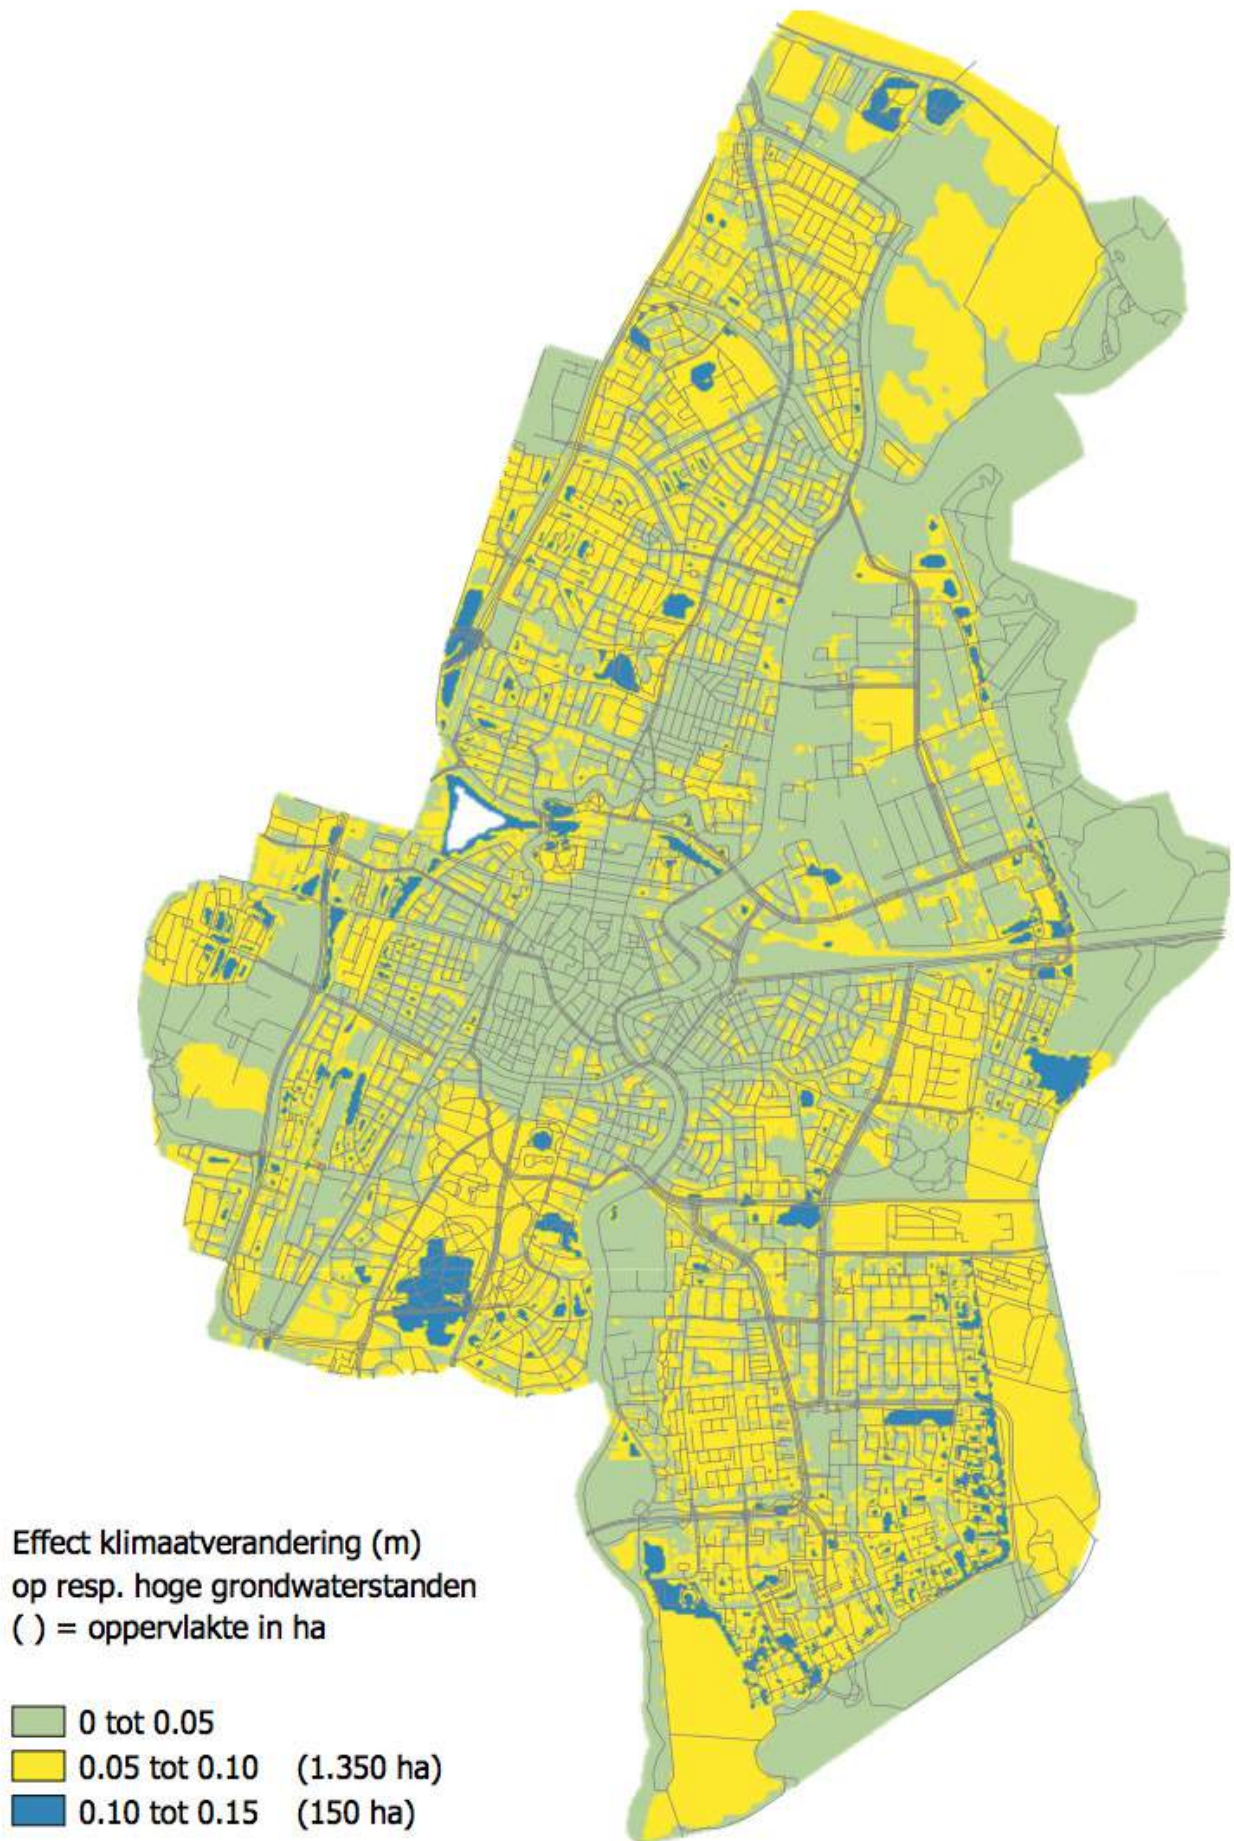 Effect klimaatverandering (m)
op resp. hoge grondwaterstanden
( ) = oppervlakte in ha
0 tot 0.05
0.05 tot 0.10 (1.350 ha)
0.10 tot 0.15 (150 ha)